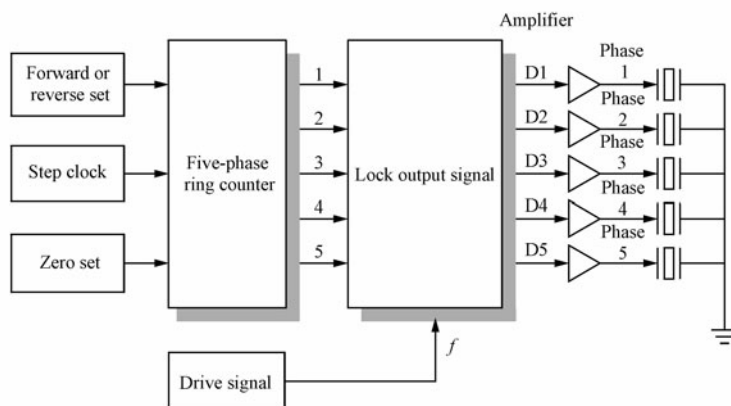 Amplifier
Forward or
reverse set
Step clock
Zero set
Five-phase
ring counter
1
2
3
4
5
Lock output signal
D1
D2
D3
D4
D5
Phase
1
Phase
2
Phase
3
Phase
4
Phase
5
Drive signal
f